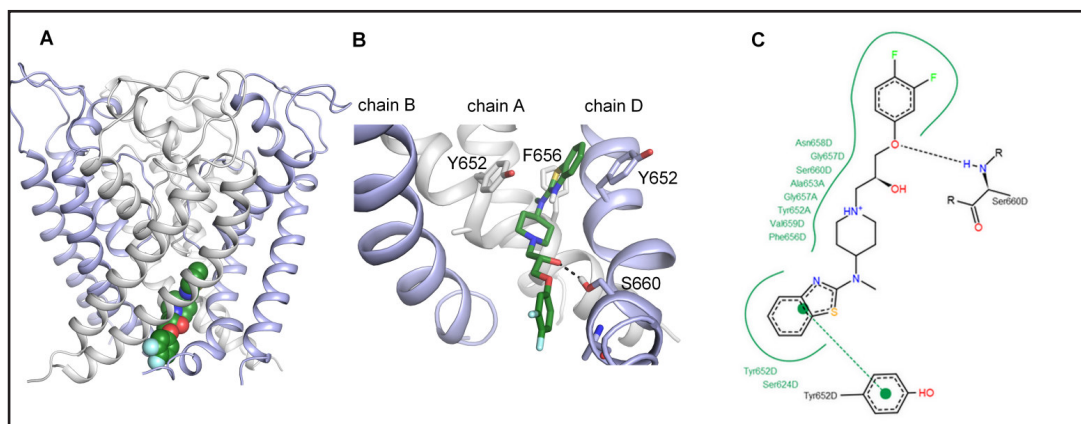 A
B
C
chain B
chain A
chain D
Y652
F656
Y652
S660
F
F
Asn658D
Gly657D
Ser660D
Ala653A
Gly657A
Tyr652A
Val659D
Phe656D
O
H
N
R
OH
R
O
Ser660D
HN⁺
N
N
S
Tyr652D
Ser624D
Tyr652D
HO